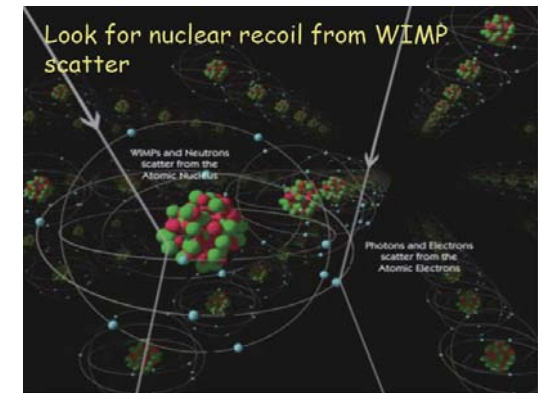 Look for nuclear recoil from WIMP
scatter
WIMPs and Neutrons
scatter from the
Atomic Nucleus
Photons and Electrons
scatter from the
Atomic Electrons